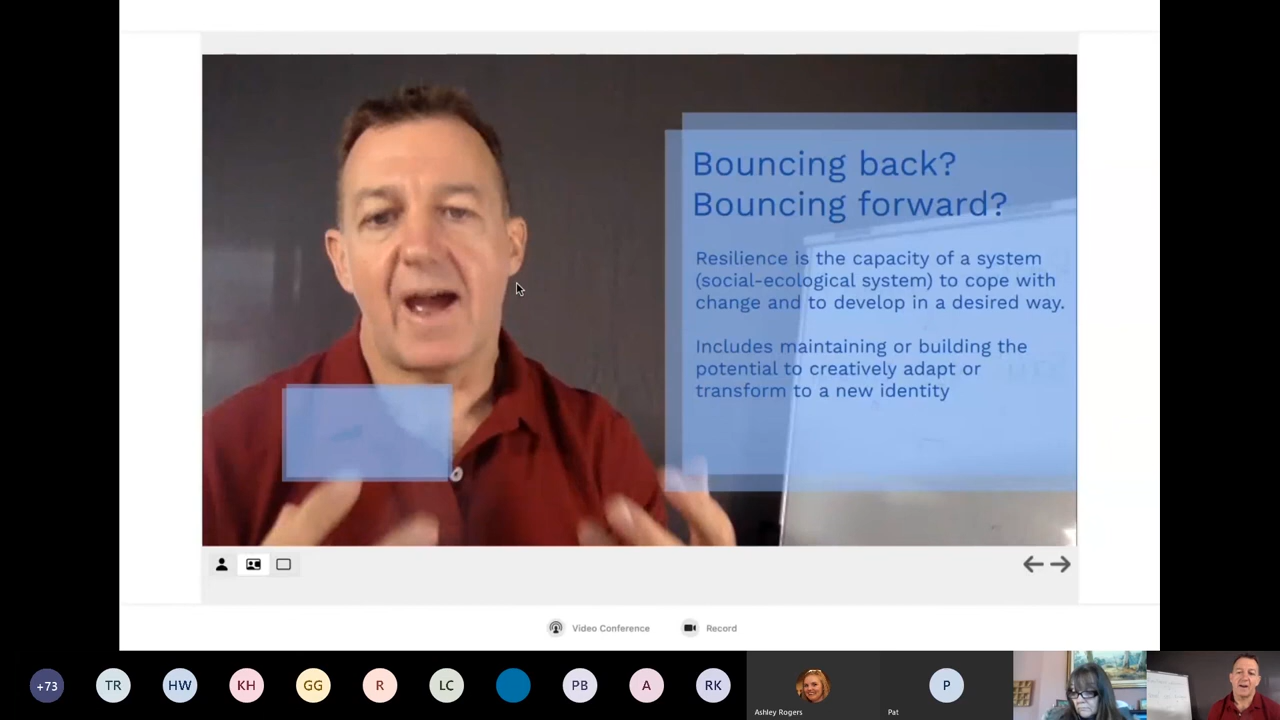 Bouncing back?
Bouncing forward?
Resilience is the capacity of a system
(social-ecological system) to cope with
change and to develop in a desired way.
Includes maintaining or building the
potential to creatively adapt or
transform to a new identity
Video Conference
Record
+73
TR
HW
KH
GG
R
LC
PB
A
RK
Ashley Rogers
P
Pat